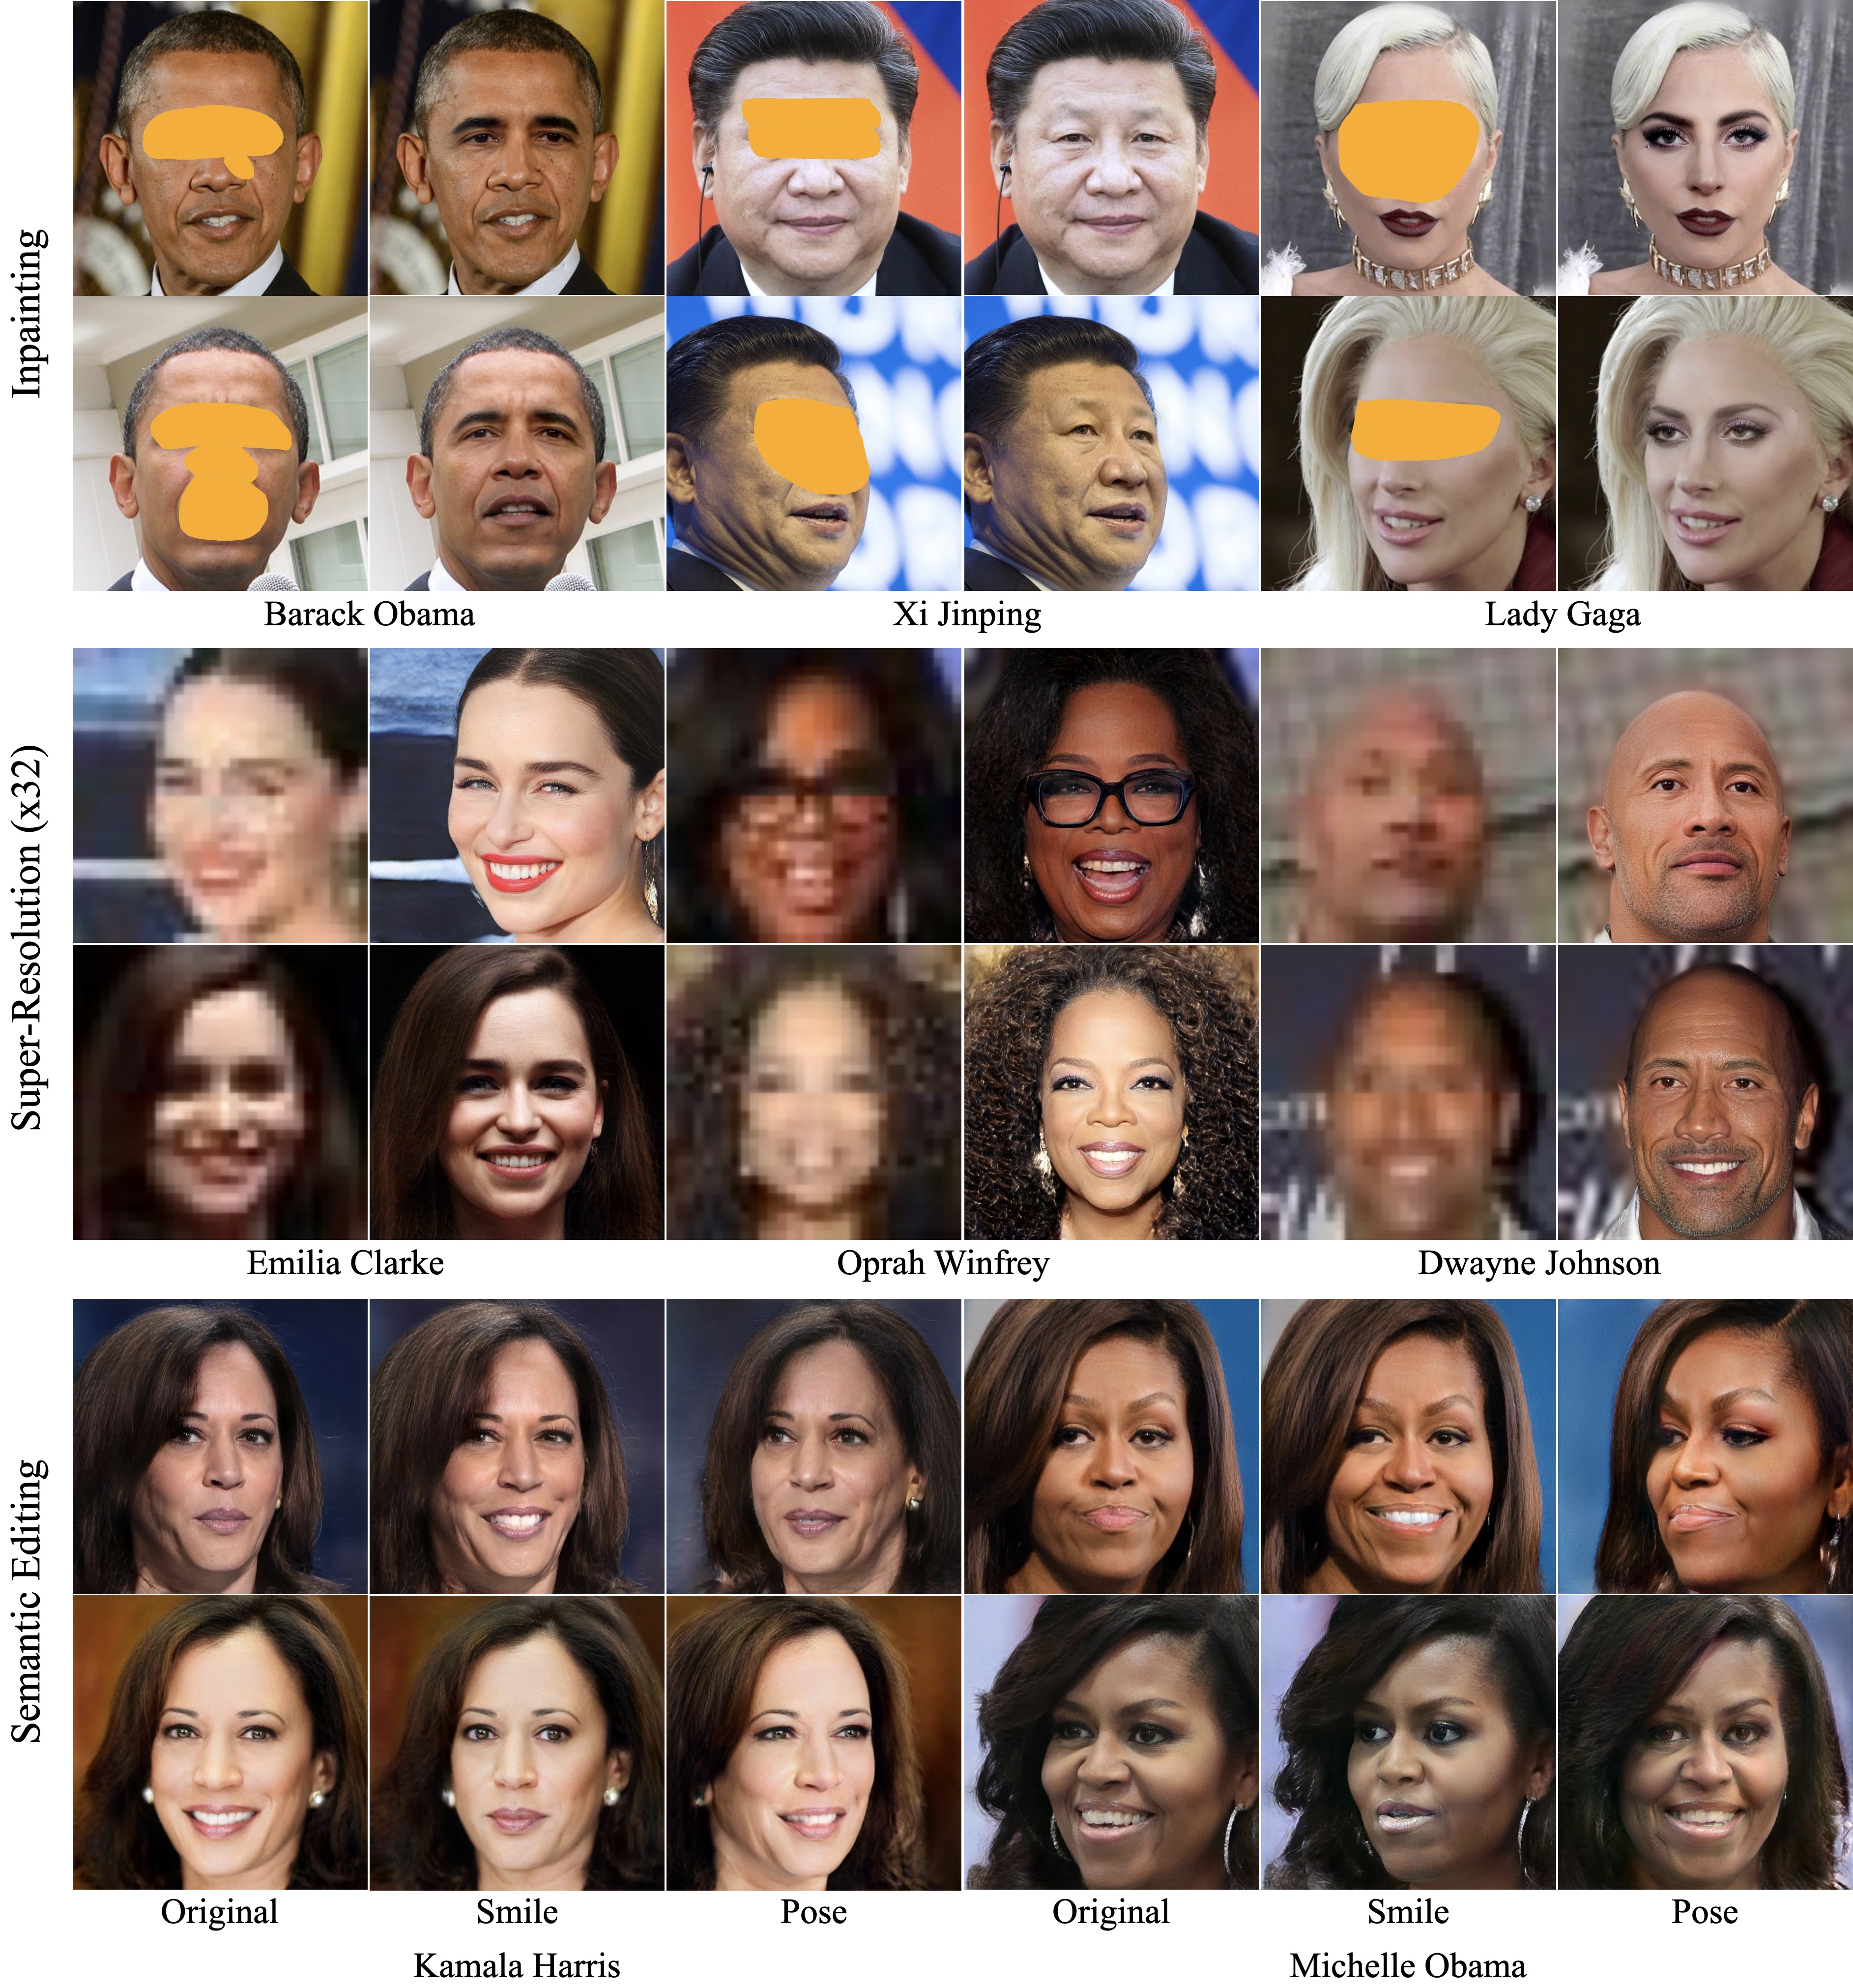 Inpainting
Barack Obama
Xi Jinping
Lady Gaga
Super-Resolution (x32)
Emilia Clarke
Oprah Winfrey
Dwayne Johnson
Semantic Editing
Original
Smile
Pose
Original
Smile
Pose
Kamala Harris
Michelle Obama